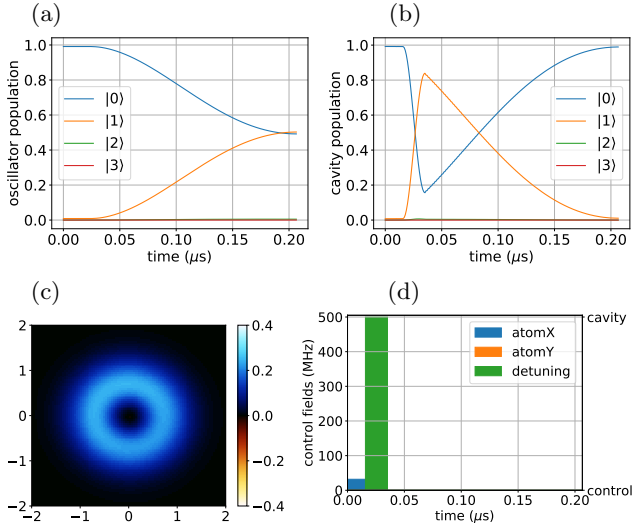 (a)
oscillator population
1.0
0.8
0.6
0.4
0.2
0.0
|0⟩
|1⟩
|2⟩
|3⟩
0.00 0.05 0.10 0.15 0.20
time (μs)
(b)
cavity population
1.0
0.8
0.6
0.4
0.2
0.0
|0⟩
|1⟩
|2⟩
|3⟩
0.00 0.05 0.10 0.15 0.20
time (μs)
(c)
2
1
0
−1
−2
−2 −1 0 1 2
0.4
0.2
0.0
−0.2
−0.4
(d)
control fields (MHz)
500
400
300
200
100
0
atomX
atomY
detuning
cavity
control
0.00 0.05 0.10 0.15 0.20
time (μs)